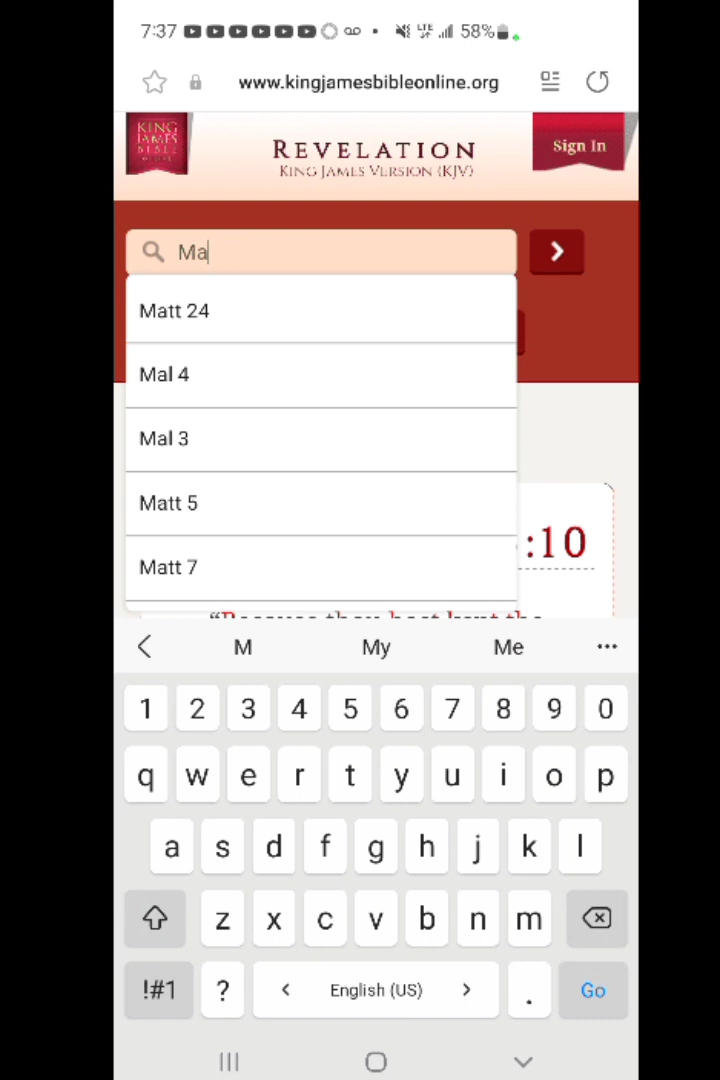 7:37 LTE 58%
www.kingjamesbibleonline.org
KING
JAMES
BIBLE
REVELATION
KING JAMES VERSION (KJV)
Sign In
Ma
Matt 24
Mal 4
Mal 3
Matt 5
Matt 7
:10
M My Me ...
1 2 3 4 5 6 7 8 9 0
q w e r t y u i o p
a s d f g h j k l
z x c v b n m
!#1 ? < English (US) > . Go